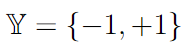 𝕐 = {−1, +1}